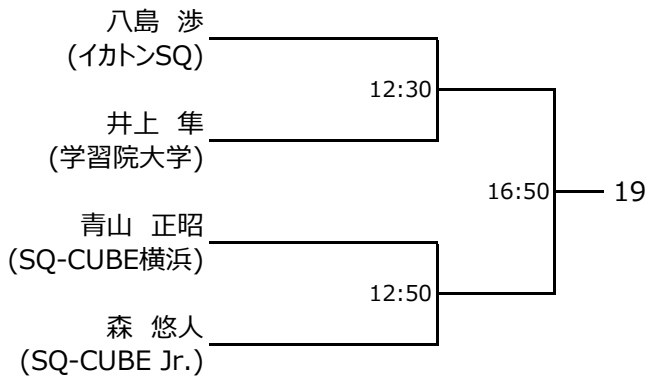 八島 渉
(イカトンSQ)
12:30
井上 隼
(学習院大学)
16:50
19
青山 正昭
(SQ-CUBE横浜)
12:50
森 悠人
(SQ-CUBE Jr.)